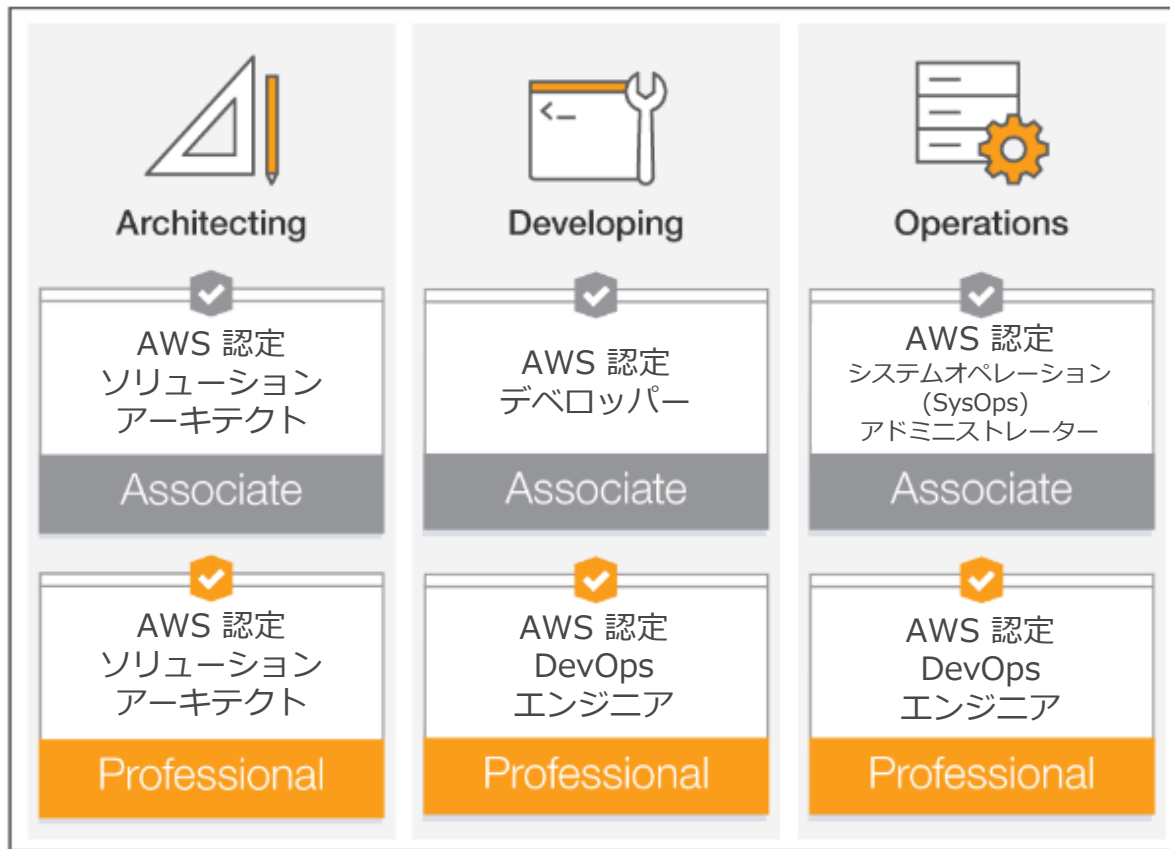 Architecting
Developing
Operations
AWS 認定
ソリューション
アーキテクト
Associate
AWS 認定
デベロッパー
Associate
AWS 認定
システムオペレーション
(SysOps)
アドミニストレーター
Associate
AWS 認定
ソリューション
アーキテクト
Professional
AWS 認定
DevOps
エンジニア
Professional
AWS 認定
DevOps
エンジニア
Professional